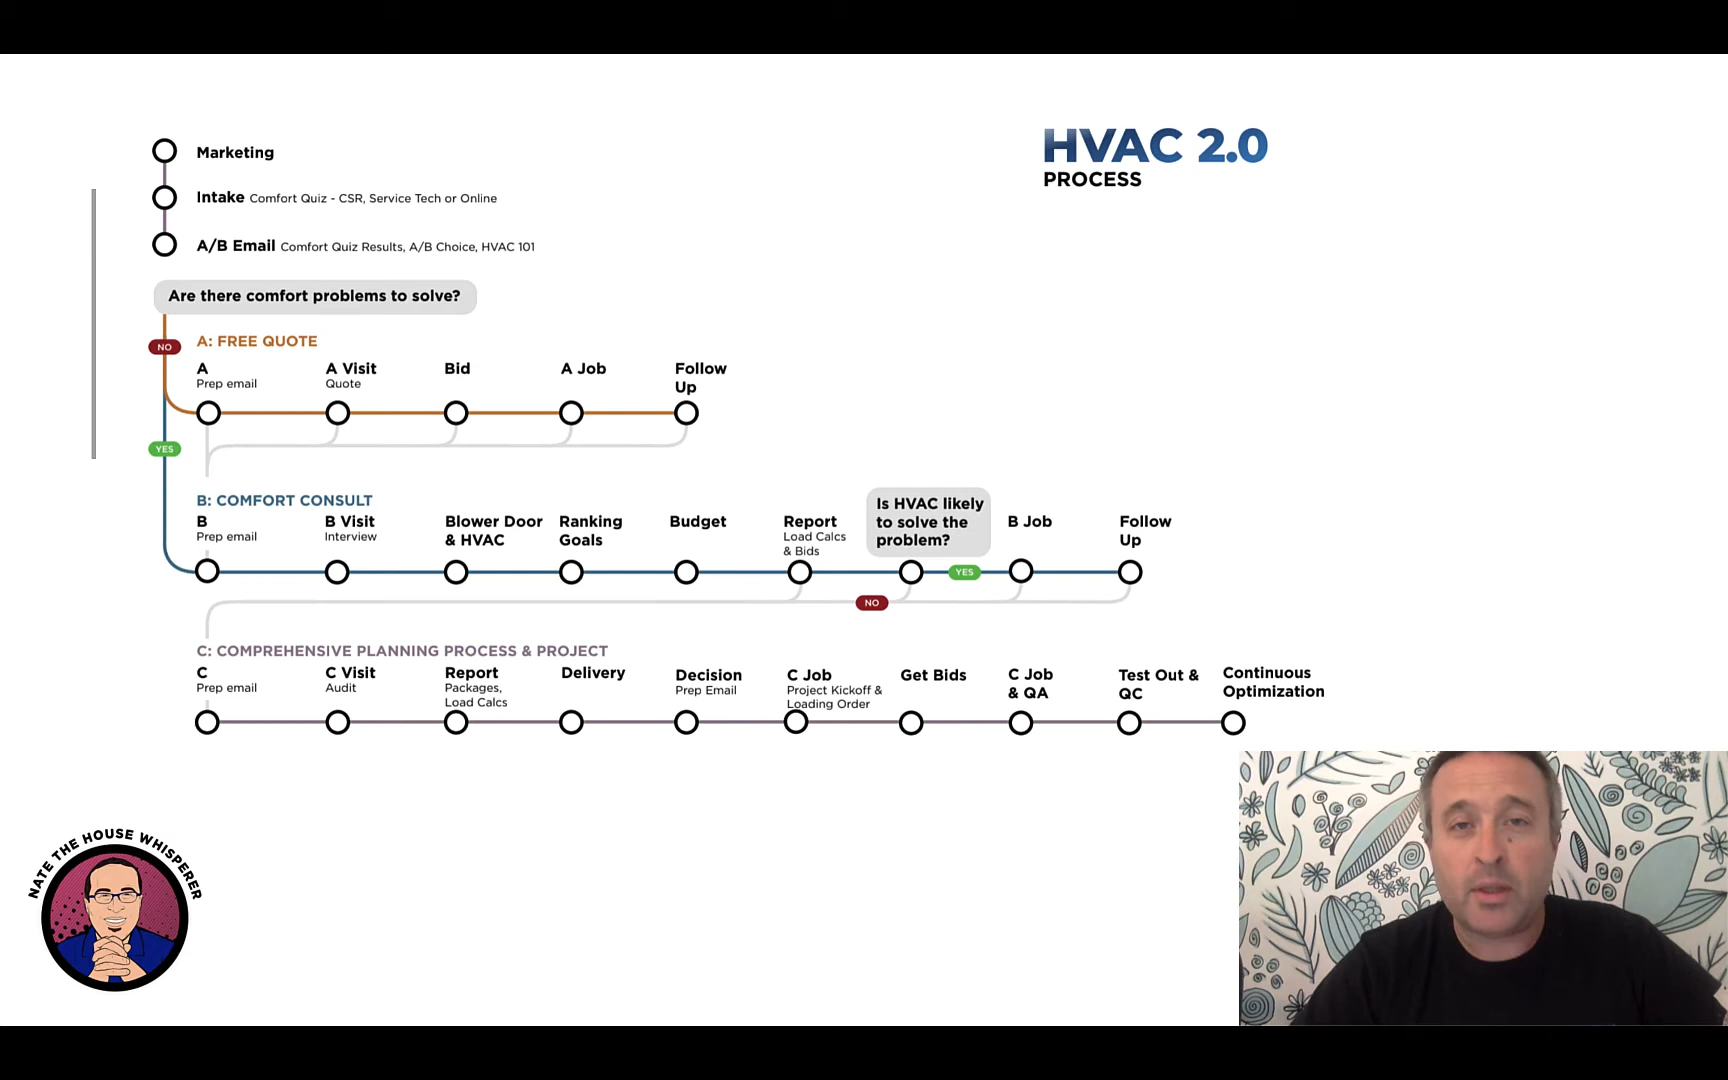 HVAC 2.0
PROCESS
Marketing
Intake Comfort Quiz - CSR, Service Tech or Online
A/B Email Comfort Quiz Results, A/B Choice, HVAC 101
Are there comfort problems to solve?
NO
A: FREE QUOTE
A
Prep email
A Visit
Quote
Bid
A Job
Follow
Up
YES
B: COMFORT CONSULT
B
Prep email
B Visit
Interview
Blower Door
& HVAC
Ranking
Goals
Budget
Report
Load Calcs
& Bids
Is HVAC likely
to solve the
problem?
YES
NO
B Job
Follow
Up
C: COMPREHENSIVE PLANNING PROCESS & PROJECT
C
Prep email
C Visit
Audit
Report
Packages,
Load Calcs
Delivery
Decision
Prep Email
C Job
Project Kickoff &
Loading Order
Get Bids
C Job
& QA
Test Out &
QC
Continuous
Optimization
NATE THE HOUSE WHISPERER